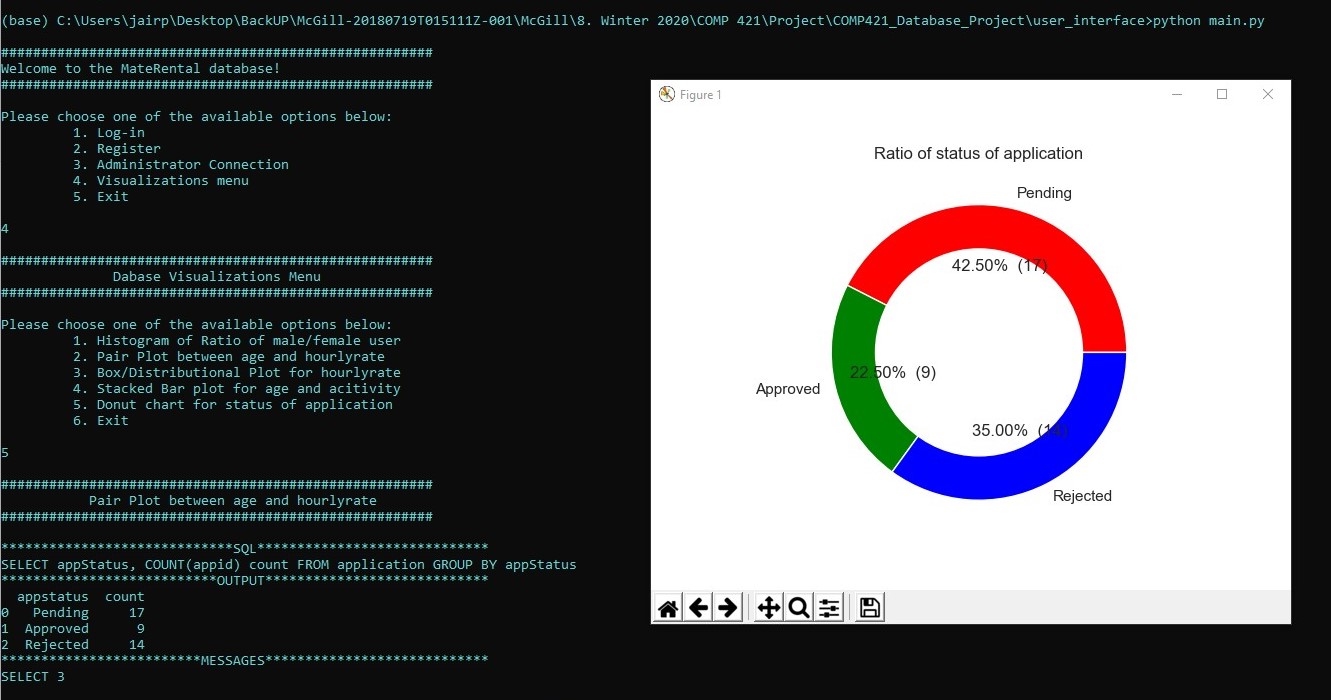 (base) C:\Users\jairp\Desktop\BackUP\McGill-20180719T015111Z-001\McGill\8. Winter 2020\COMP 421\Project\COMP421_Database_Project\user_interface>python main.py
######################################################
Welcome to the MateRental database!
######################################################
Please choose one of the available options below:
1. Log-in
2. Register
3. Administrator Connection
4. Visualizations menu
5. Exit
4
######################################################
Dabase Visualizations Menu
######################################################
Please choose one of the available options below:
1. Histogram of Ratio of male/female user
2. Pair Plot between age and hourlyrate
3. Box/Distributional Plot for hourlyrate
4. Stacked Bar plot for age and acitivity
5. Donut chart for status of application
6. Exit
5
######################################################
Pair Plot between age and hourlyrate
######################################################
*****************************SQL*****************************
SELECT appStatus, COUNT(appid) count FROM application GROUP BY appStatus
***************************OUTPUT****************************
appstatus count
0 Pending 17
1 Approved 9
2 Rejected 14
*************************MESSAGES****************************
SELECT 3
Figure 1
Ratio of status of application
Pending
42.50% (17)
22.50% (9)
Approved
35.00% (14)
Rejected